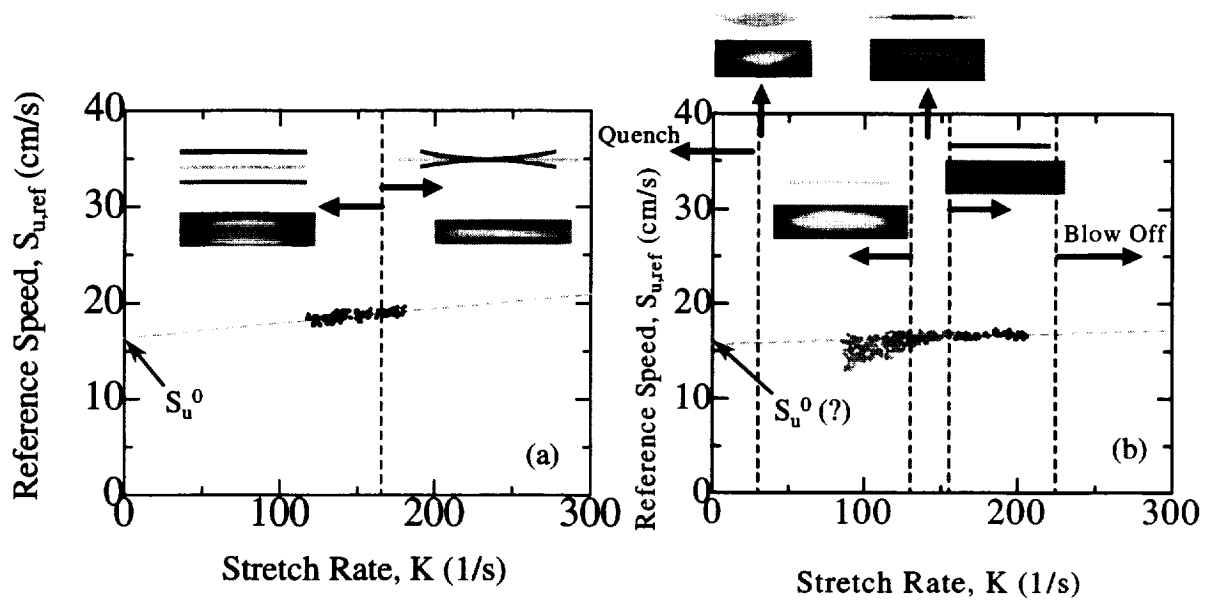 Reference Speed, S_u,ref (cm/s)
40
30
20
10
0
S_u^0
(a)
0
100
200
300
Stretch Rate, K (1/s)
Reference Speed, S_u,ref (cm/s)
40
30
20
10
0
Quench
Blow Off
S_u^0 (?)
(b)
0
100
200
300
Stretch Rate, K (1/s)